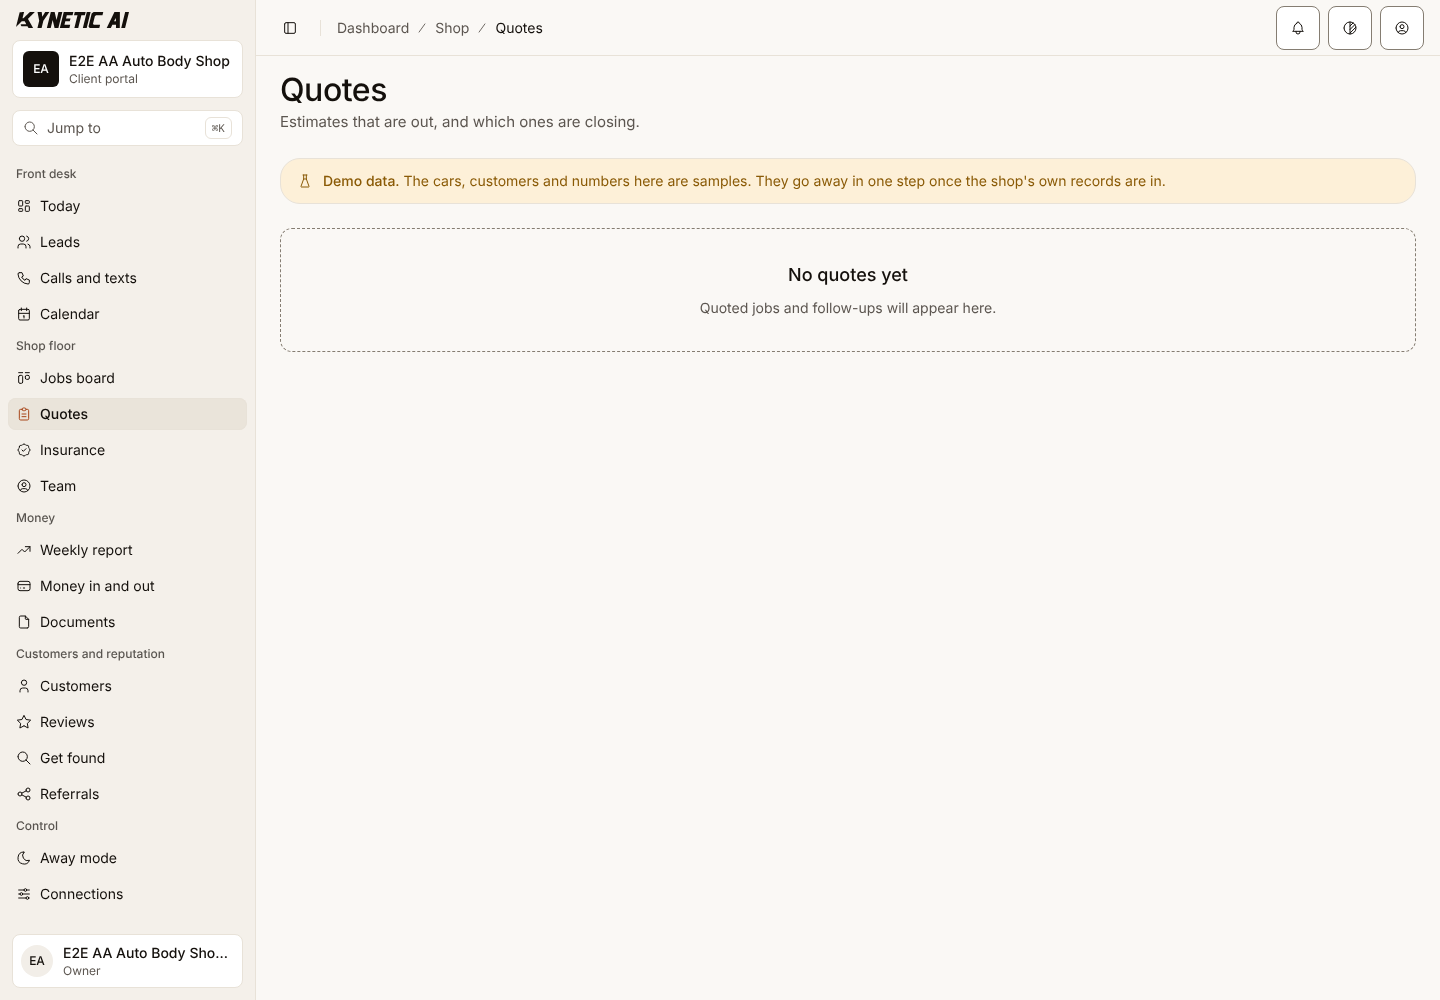 KYNETIC AI
EA
E2E AA Auto Body Shop
Client portal
Jump to
⌘K
Front desk
Today
Leads
Calls and texts
Calendar
Shop floor
Jobs board
Quotes
Insurance
Team
Money
Weekly report
Money in and out
Documents
Customers and reputation
Customers
Reviews
Get found
Referrals
Control
Away mode
Connections
EA
E2E AA Auto Body Sho...
Owner
Dashboard / Shop / Quotes
Quotes
Estimates that are out, and which ones are closing.
Demo data. The cars, customers and numbers here are samples. They go away in one step once the shop's own records are in.
No quotes yet
Quoted jobs and follow-ups will appear here.